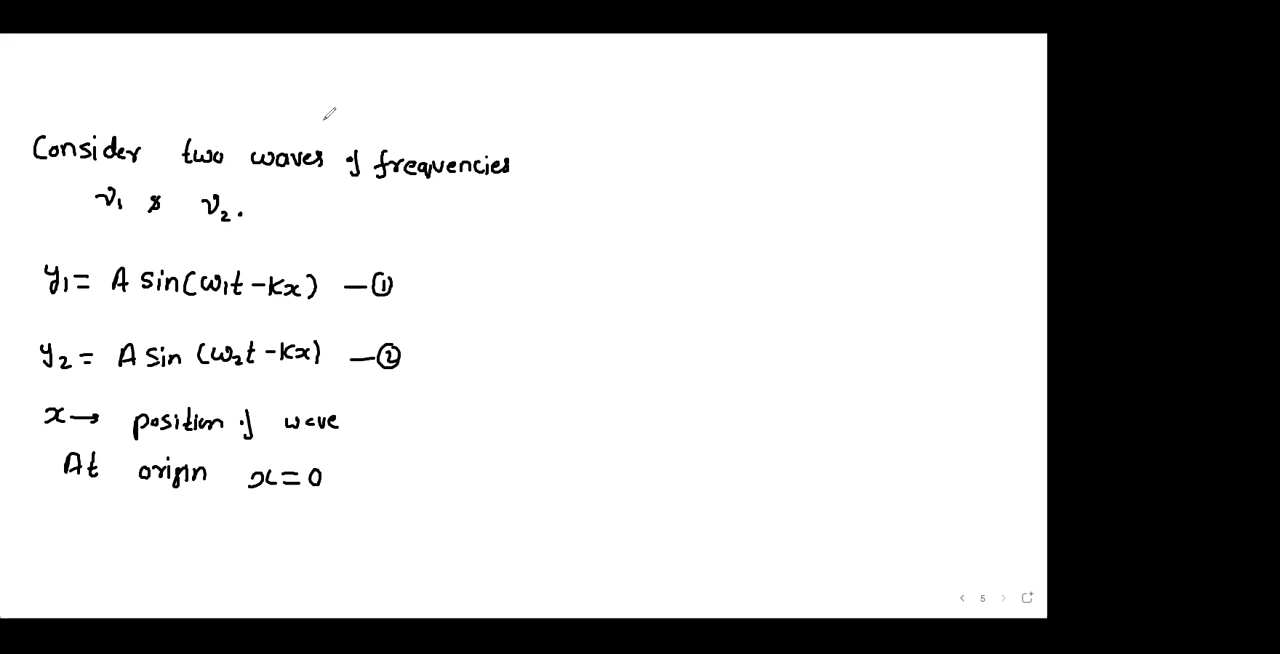 Consider two waves of frequencies
ν₁ & ν₂.
y₁ = A sin(ω₁t - kx) —①
y₂ = A sin (ω₂t - kx) —②
x → position of wave
At origin x = 0
5